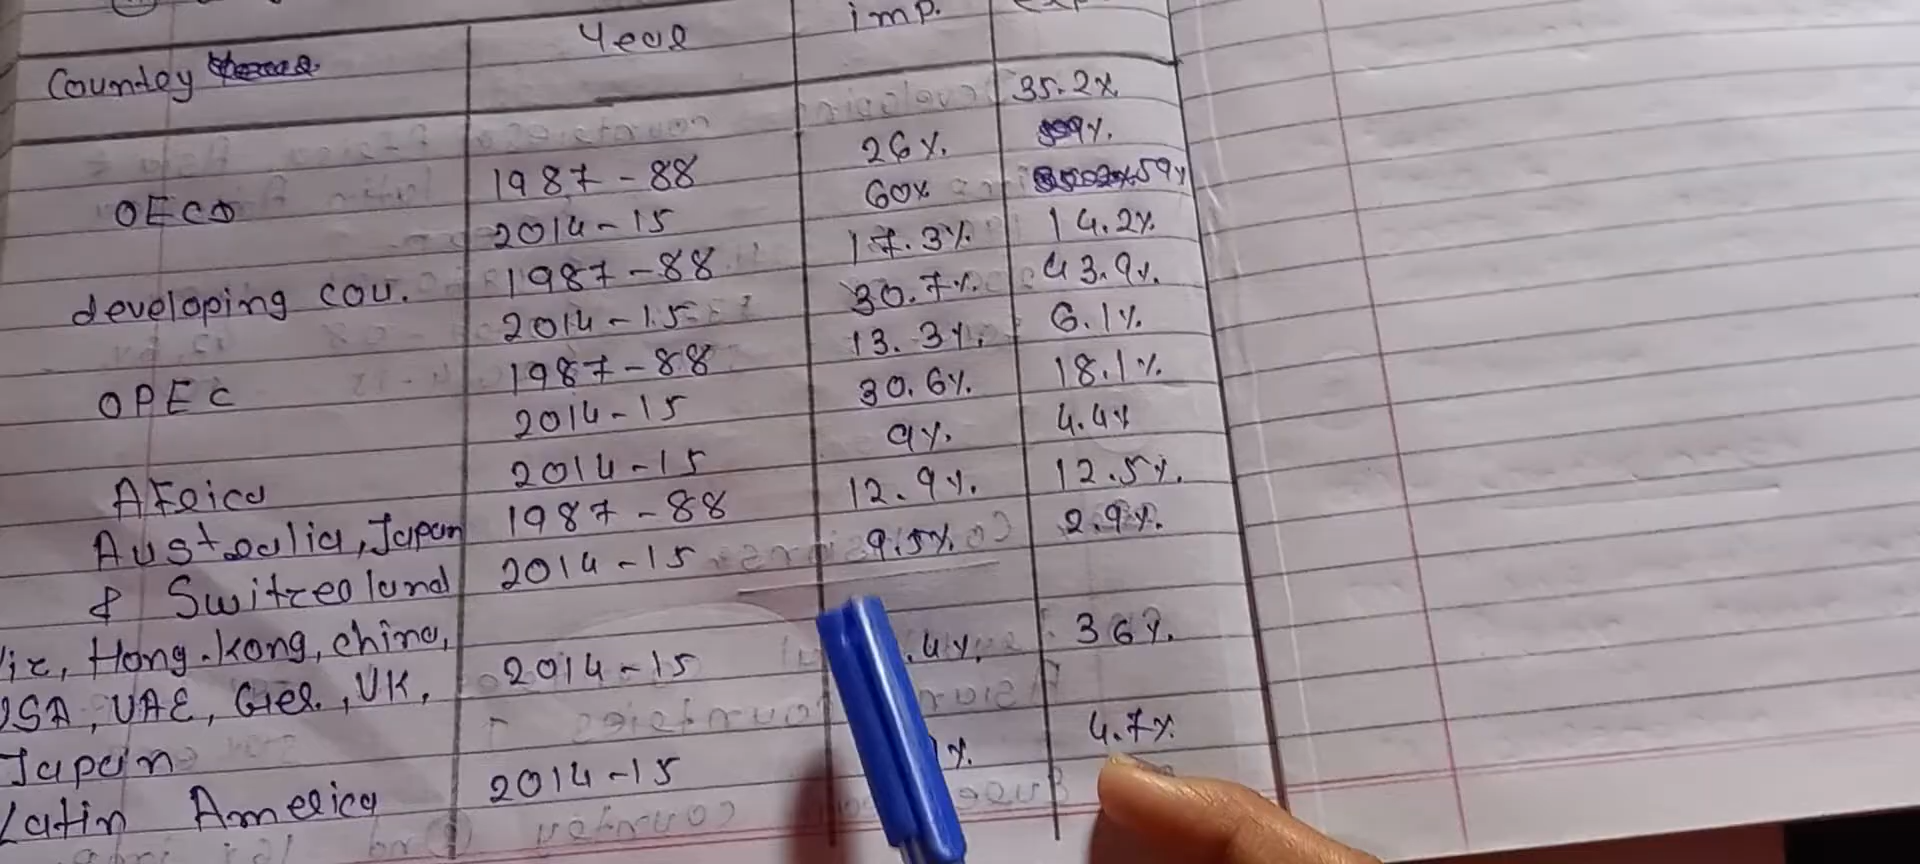 Country Year imp.
35.2%
OECD 1987-88 26% 9%
2014-15 60% 59%
developing cou. 1987-88 17.3% 14.2%
2014-15 30.7% 43.9%
OPEC 1987-88 13.3% 6.1%
2014-15 30.6% 18.1%
Africa 2014-15 9% 4.4%
Australia, Japan 1987-88 12.9% 12.5%
& Switzerland 2014-15 9.5% 2.9%
Hong-kong, china,
UAE, Ger., UK, 2014-15 .4% 36%
Japan
Latin America 2014-15 % 4.7%